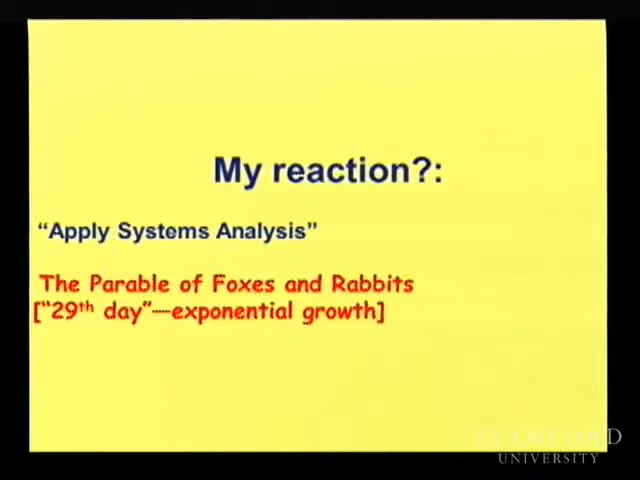 My reaction?:
“Apply Systems Analysis”
The Parable of Foxes and Rabbits
[“29th day”—exponential growth]
STANFORD
UNIVERSITY